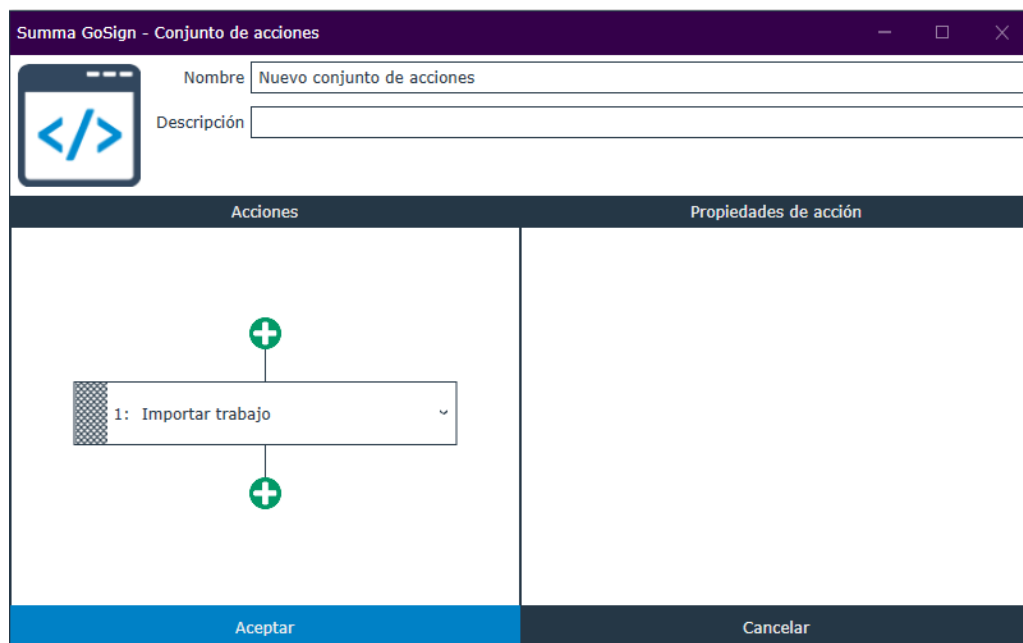 Summa GoSign - Conjunto de acciones
Nombre Nuevo conjunto de acciones
Descripción
</>
Acciones Propiedades de acción
1: Importar trabajo
Aceptar Cancelar